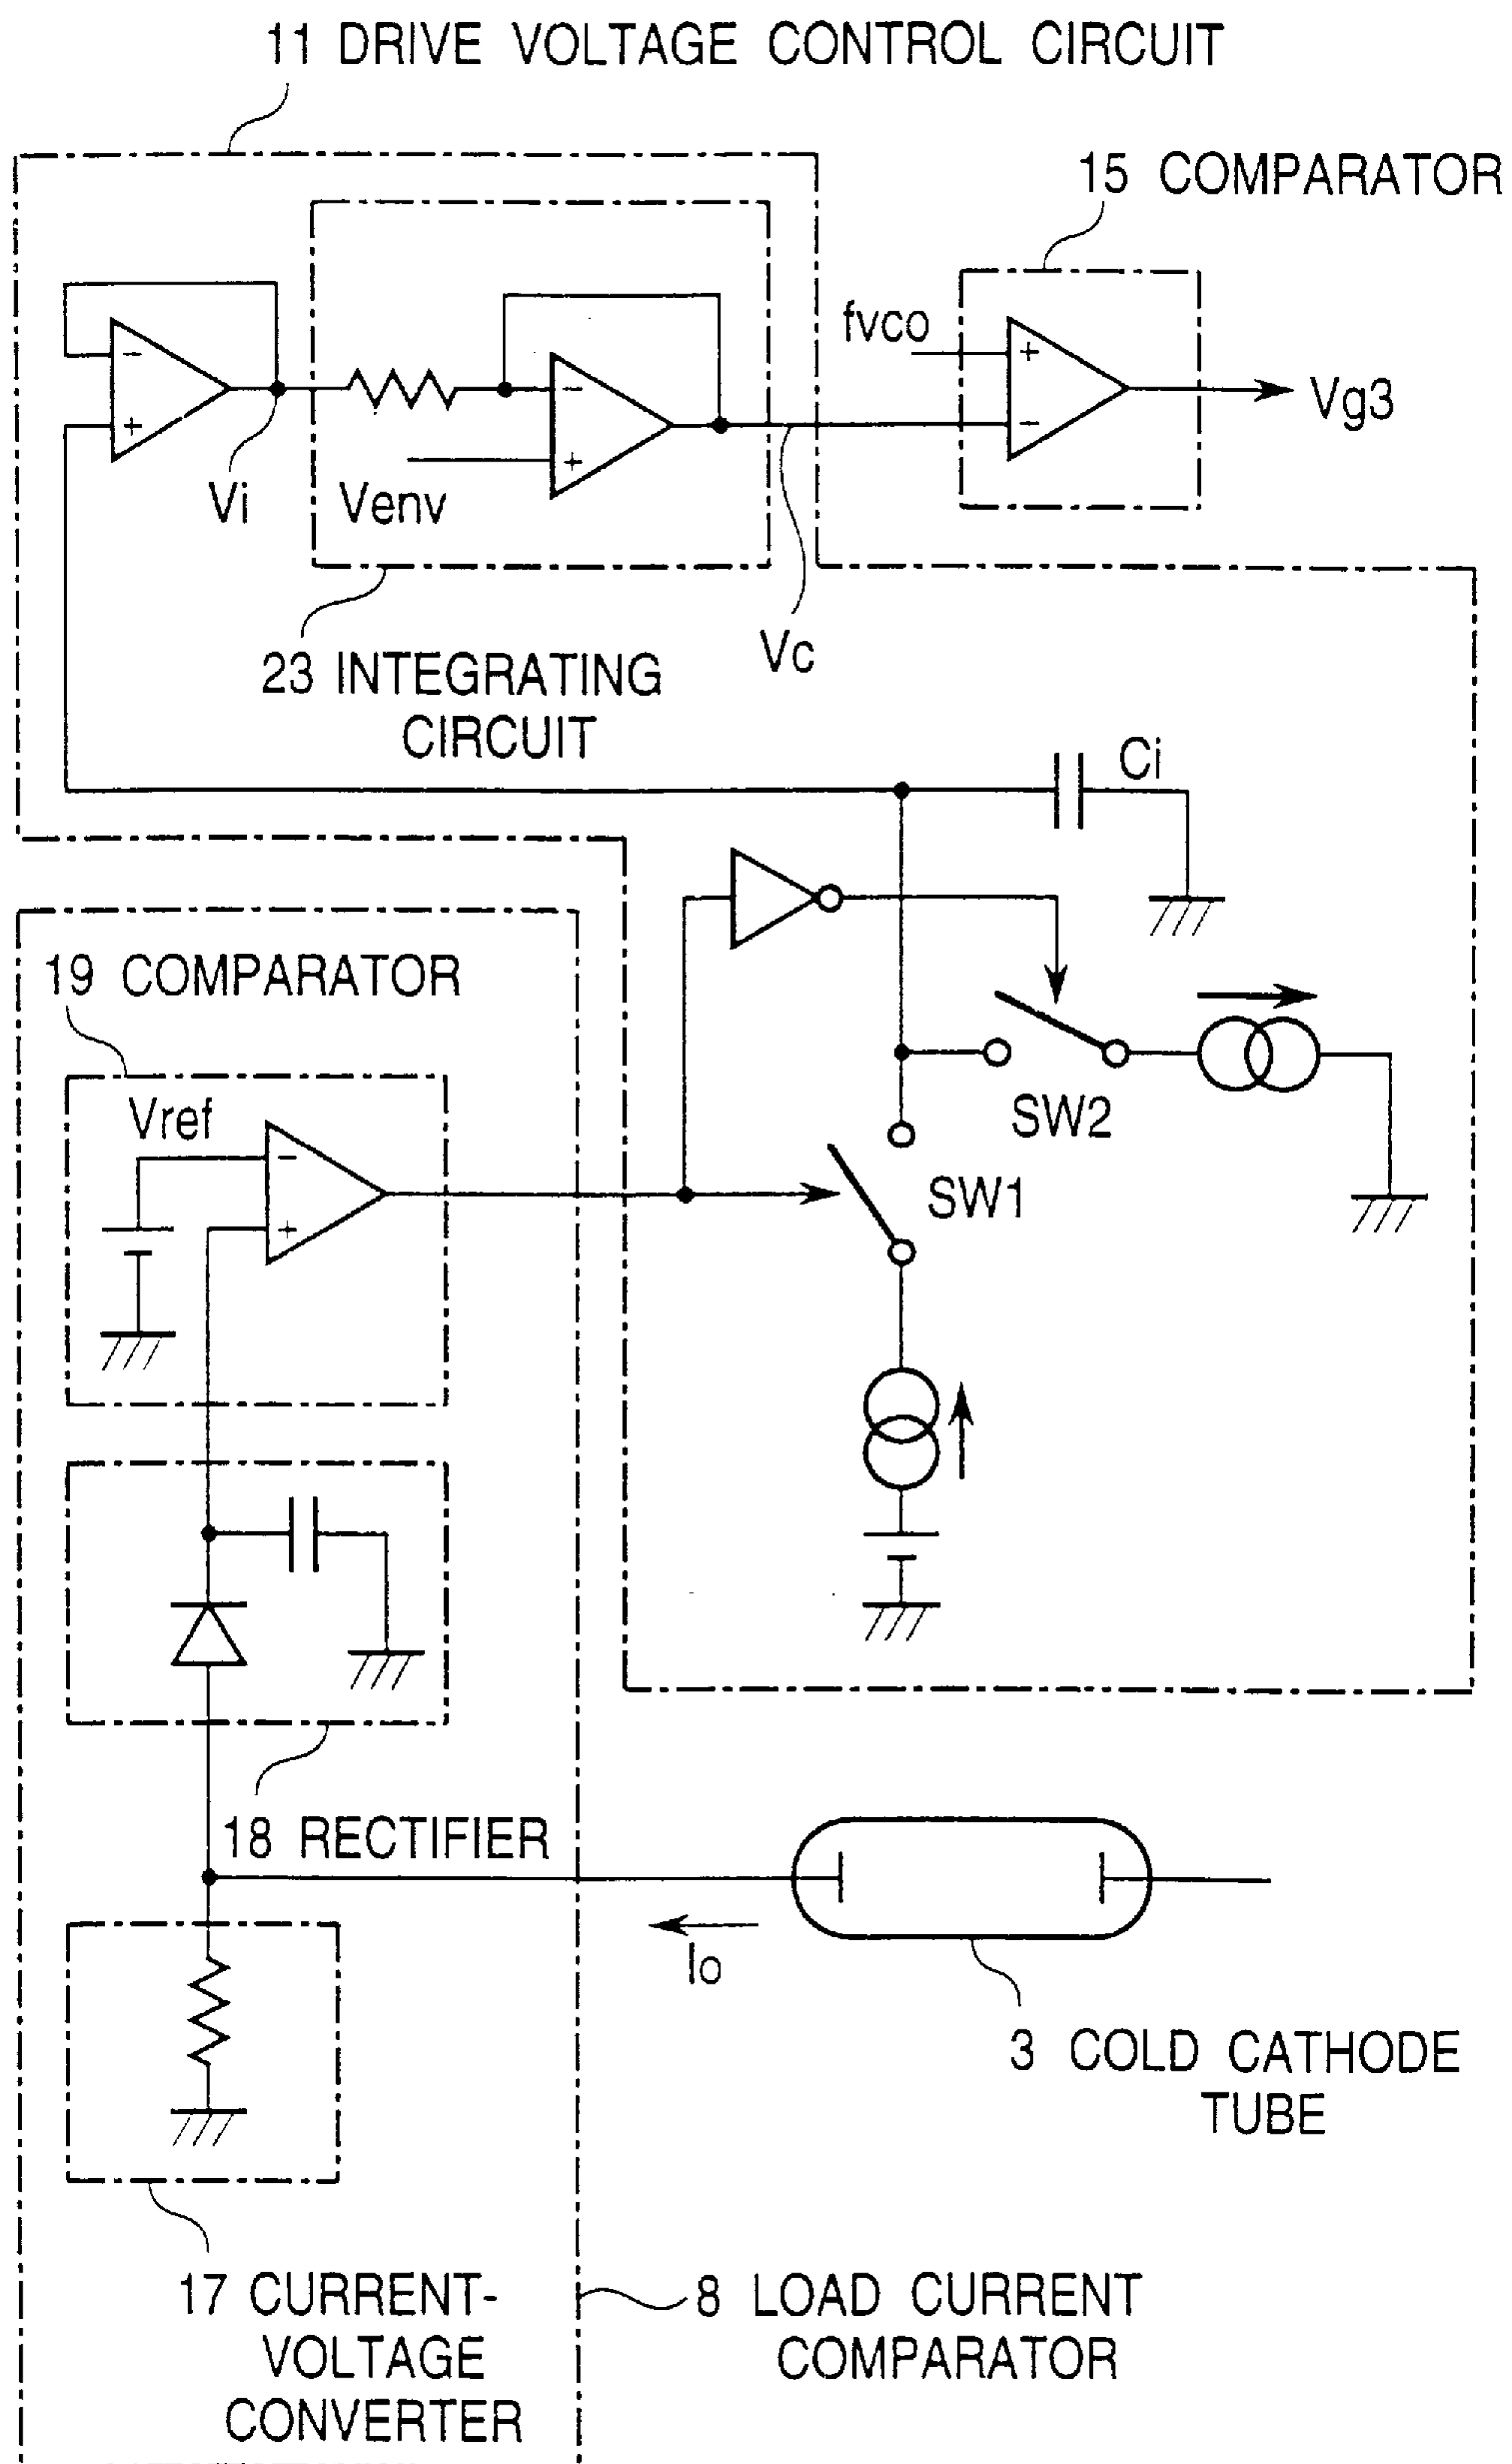 11 DRIVE VOLTAGE CONTROL CIRCUIT
15 COMPARATOR
fvco
+
-
Vg3
-
+
Vi
-
+
Venv
Vc
23 INTEGRATING
CIRCUIT
Ci
19 COMPARATOR
Vref
-
+
SW2
SW1
18 RECTIFIER
Io
3 COLD CATHODE
TUBE
17 CURRENT-
VOLTAGE
CONVERTER
8 LOAD CURRENT
COMPARATOR